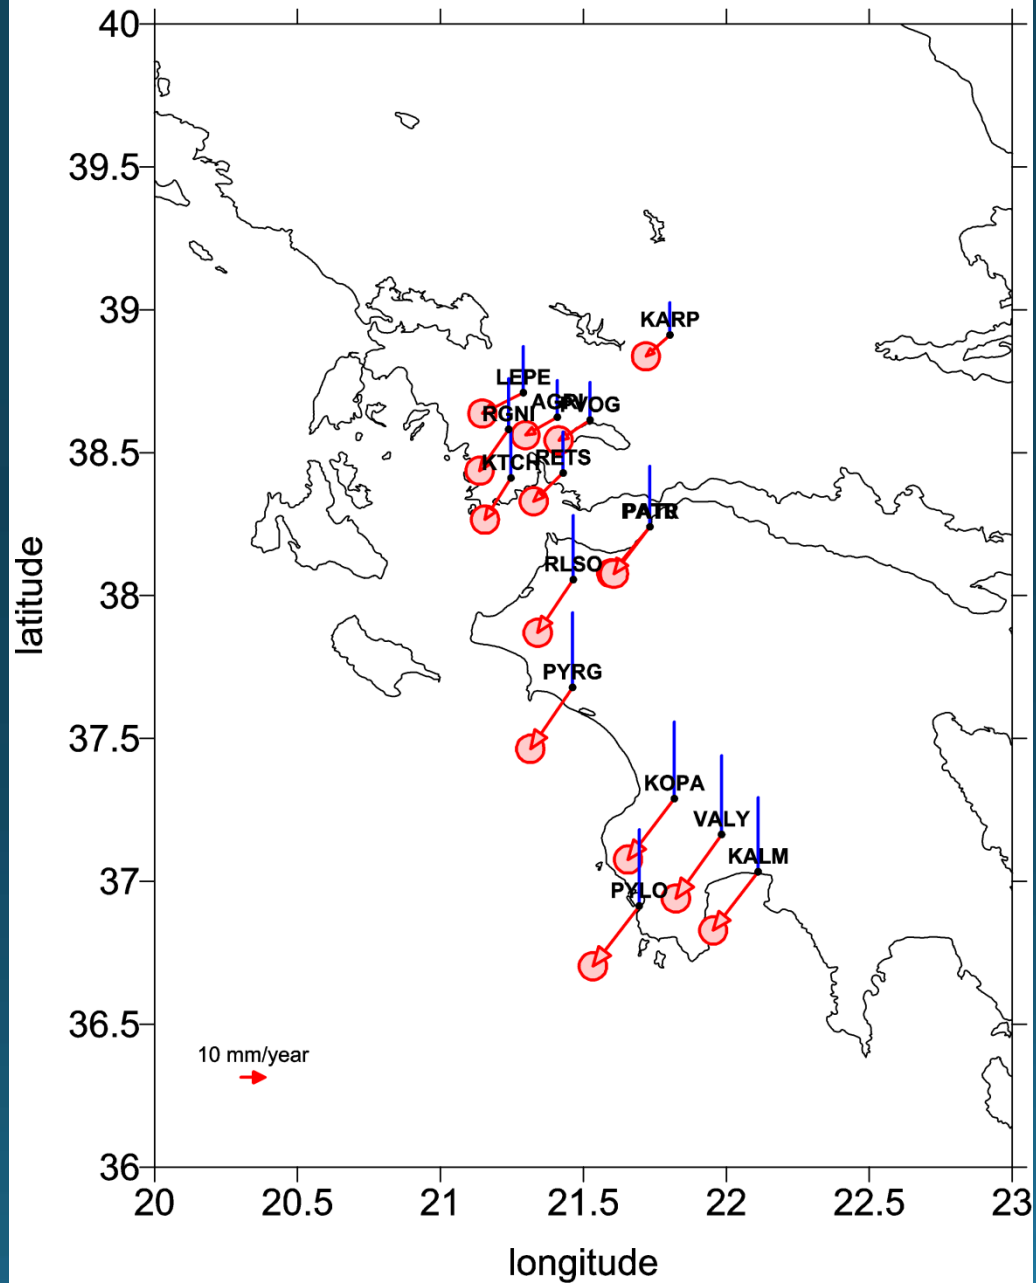 40
39.5
39
KARP
LEPE
AGRI
PVOG
RGNI
38.5
KTCH
RETS
PATR
RLSO
38
latitude
PYRG
37.5
KOPA
VALY
KALM
37
PYLO
36.5
10 mm/year
36
20
20.5
21
21.5
22
22.5
23
longitude